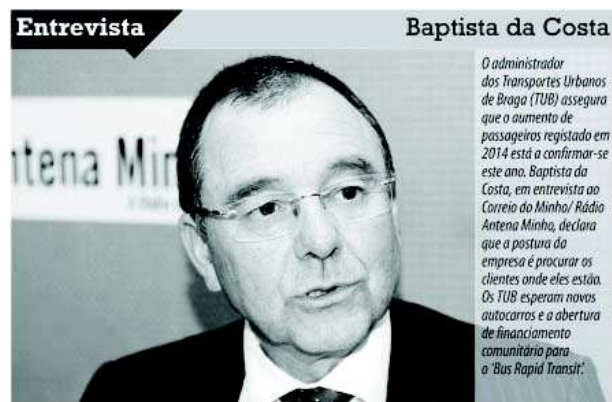 Entrevista
Baptista da Costa
O administrador
dos Transportes Urbanos
de Braga (TUB) assegura
que o aumento de
passageiros registado em
2014 está a confirmar-se
este ano. Baptista da
Costa, em entrevista ao
Correio do Minho/ Rádio
Antena Minho, declara
que a postura da
empresa é procurar os
clientes onde eles estão.
Os TUB esperam novos
autocarros e a abertura
de financiamento
comunitário para
o ‘Bus Rapid Transit’.
ntena Min